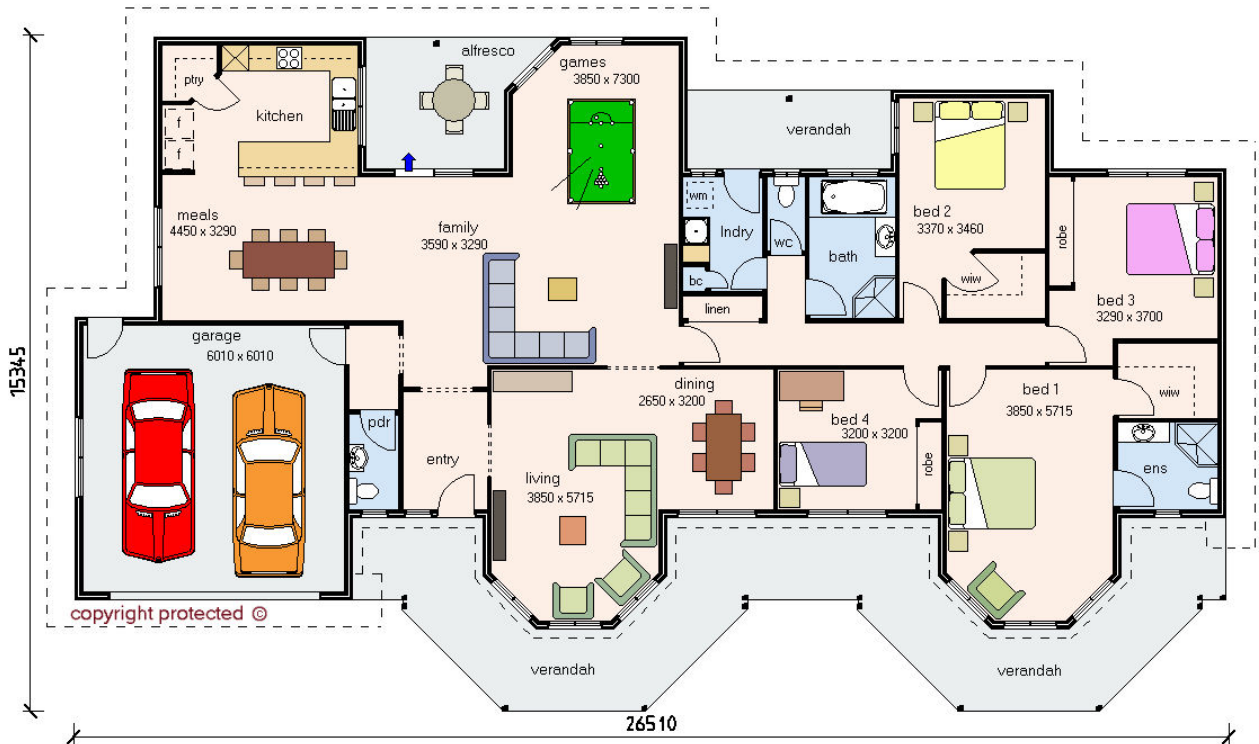 alfresco
games
3850 x 7300
ptry
kitchen
verandah
f
f
wm
bed 2
3370 x 3460
meals
4450 x 3290
family
3590 x 3290
lndry
wc
bath
robe
bc
wiw
bed 3
3290 x 3700
linen
garage
6010 x 6010
15345
dining
2650 x 3200
bed 1
3850 x 5715
wiw
pdr
bed 4
3200 x 3200
entry
living
3850 x 5715
robe
ens
copyright protected ©
verandah
verandah
26510